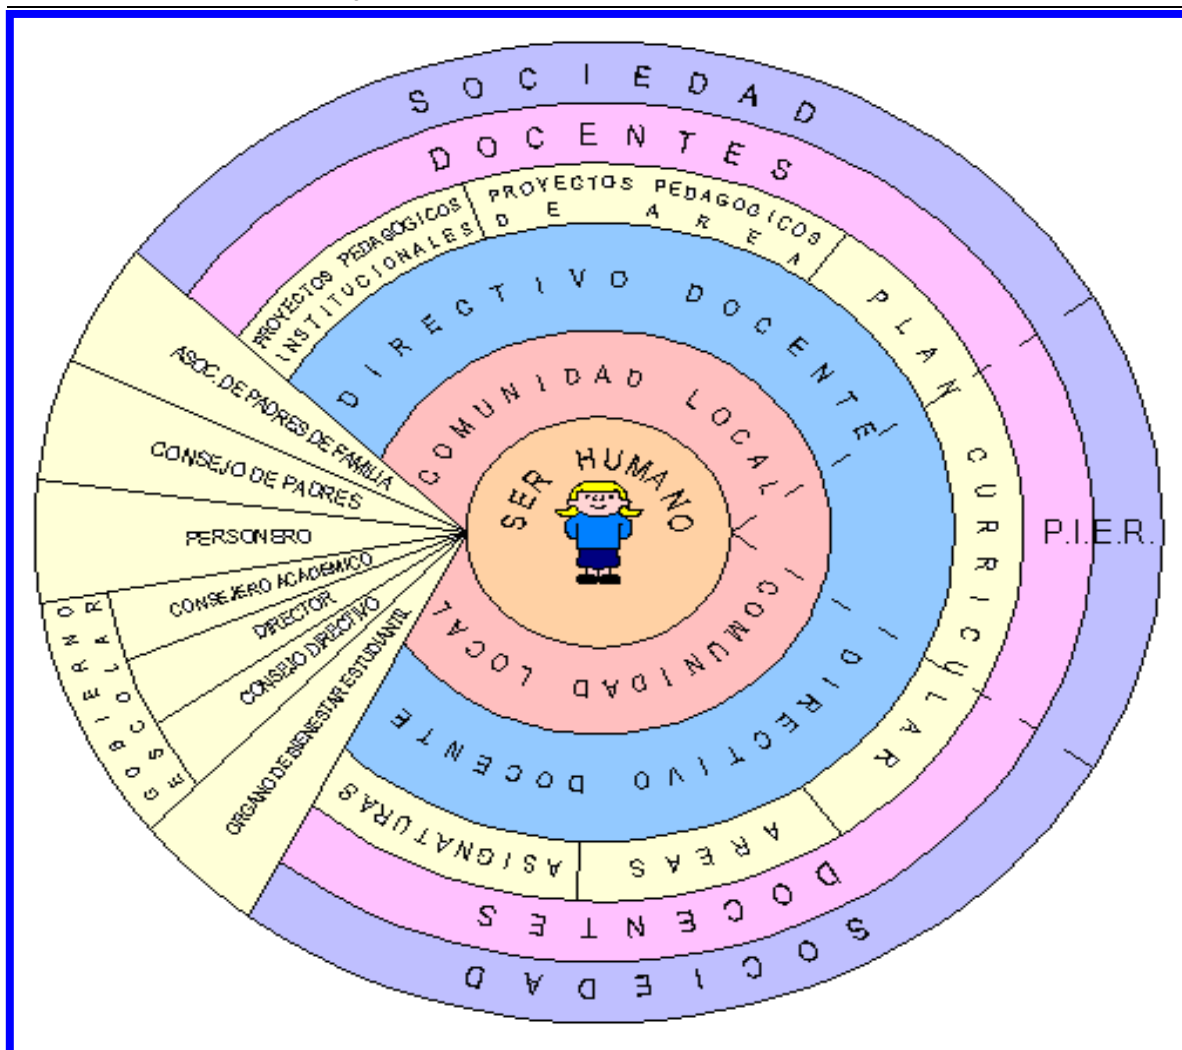 SOCIEDAD
DOCENTES
PROYECTOS PEDAGOGICOS
INSTITUCIONALES
PROYECTOS PEDAGOGICOS
DE AREA
PLAN CURRICULAR
DIRECTIVO DOCENTE
COMUNIDAD LOCAL
SER HUMANO
P.I.E.R.
ASOC. DE PADRES DE FAMILIA
CONSEJO DE PADRES
PERSONERO
CONSEJERO ACADEMICO
DIRECTOR
CONSEJO DIRECTIVO
ORGANO DE BIENESTAR ESTUDIANTIL
GOBIERNO
ESCOLAR
COMUNIDAD LOCAL
DIRECTIVO DOCENTE
AREAS
ASIGNATURAS
DOCENTES
SOCIEDAD